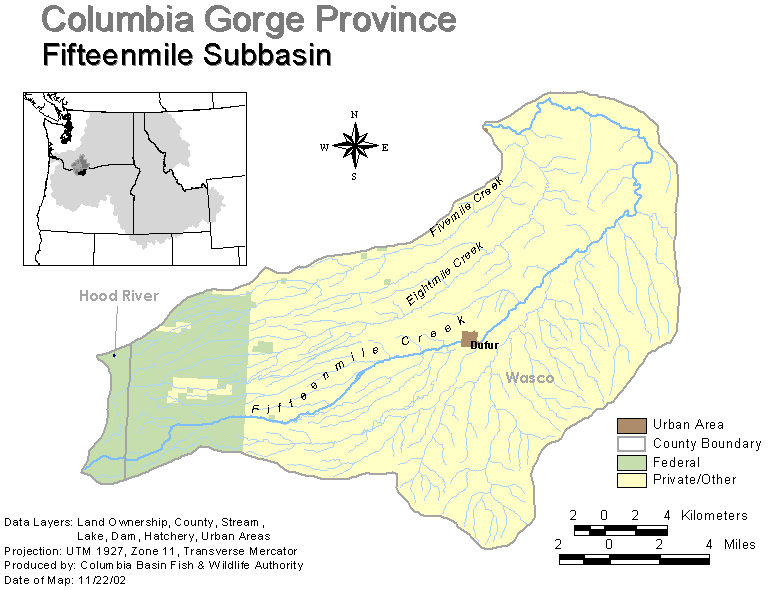 Columbia Gorge Province
Fifteenmile Subbasin
N
W E
S
Fivemile Creek
Eightmile Creek
Hood River
Fifteenmile Creek
Dufur
Wasco
Urban Area
County Boundary
Federal
Private/Other
2 0 2 4 Kilometers
2 0 2 4 Miles
Data Layers: Land Ownership, County, Stream,
Lake, Dam, Hatchery, Urban Areas
Projection: UTM 1927, Zone 11, Transverse Mercator
Produced by: Columbia Basin Fish & Wildlife Authority
Date of Map: 11/22/02